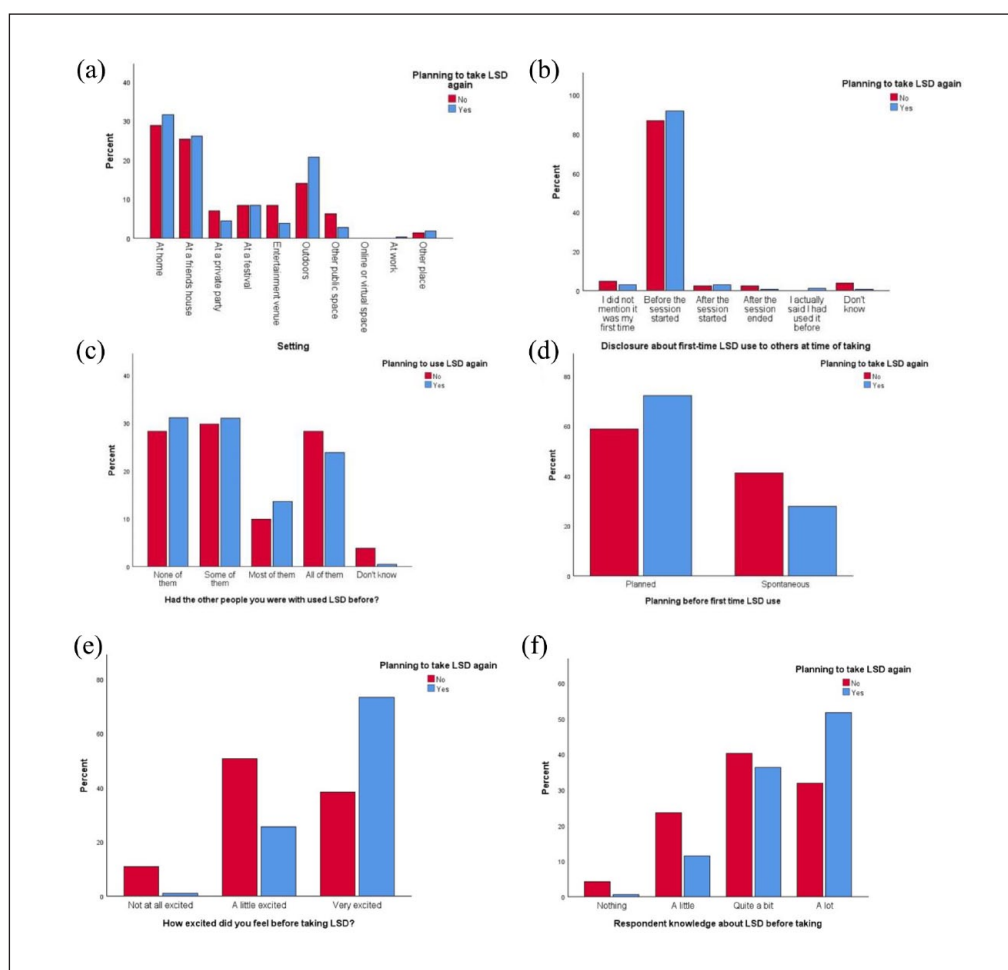 (a)
Planning to take LSD
again
No
Yes
40
30
20
10
0
Percent
At home
At a friends house
At a private party
At a festival
Entertainment venue
Outdoors
Other public space
Online or virtual space
At work
Other place
Setting
(b)
Planning to take LSD again
No
Yes
100
80
60
40
20
0
Percent
I did not
mention it
was my
first time
Before the
session
started
After the
session
started
After the
session
ended
I actually
said I had
used it
before
Don't
know
Disclosure about first-time LSD use to others at time of taking
(c)
Planning to use LSD again
No
Yes
40
30
20
10
0
Percent
None of
them
Some of
them
Most of them
All of them
Don't know
Had the other people you were with used LSD before?
(d)
Planning to take LSD again
No
Yes
80
60
40
20
0
Percent
Planned
Spontaneous
Planning before first time LSD use
(e)
Planning to take LSD again
No
Yes
80
60
40
20
0
Percent
Not at all excited
A little excited
Very excited
How excited did you feel before taking LSD?
(f)
Planning to take LSD again
No
Yes
60
50
40
30
20
10
0
Percent
Nothing
A little
Quite a bit
A lot
Respondent knowledge about LSD before taking